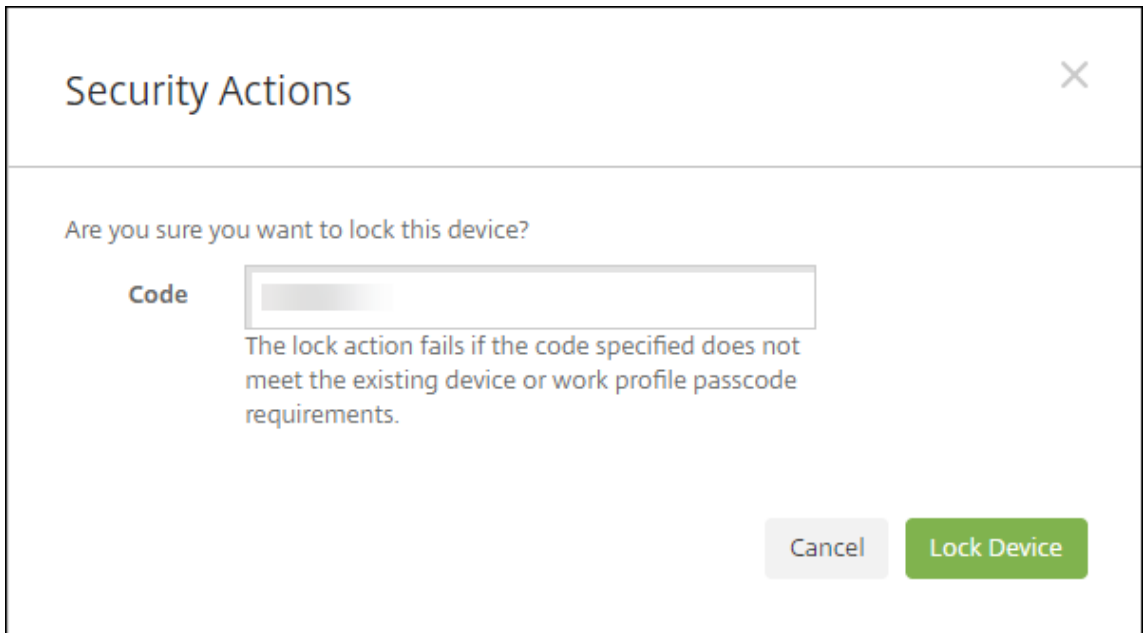 Security Actions
Are you sure you want to lock this device?
Code
The lock action fails if the code specified does not
meet the existing device or work profile passcode
requirements.
Cancel
Lock Device